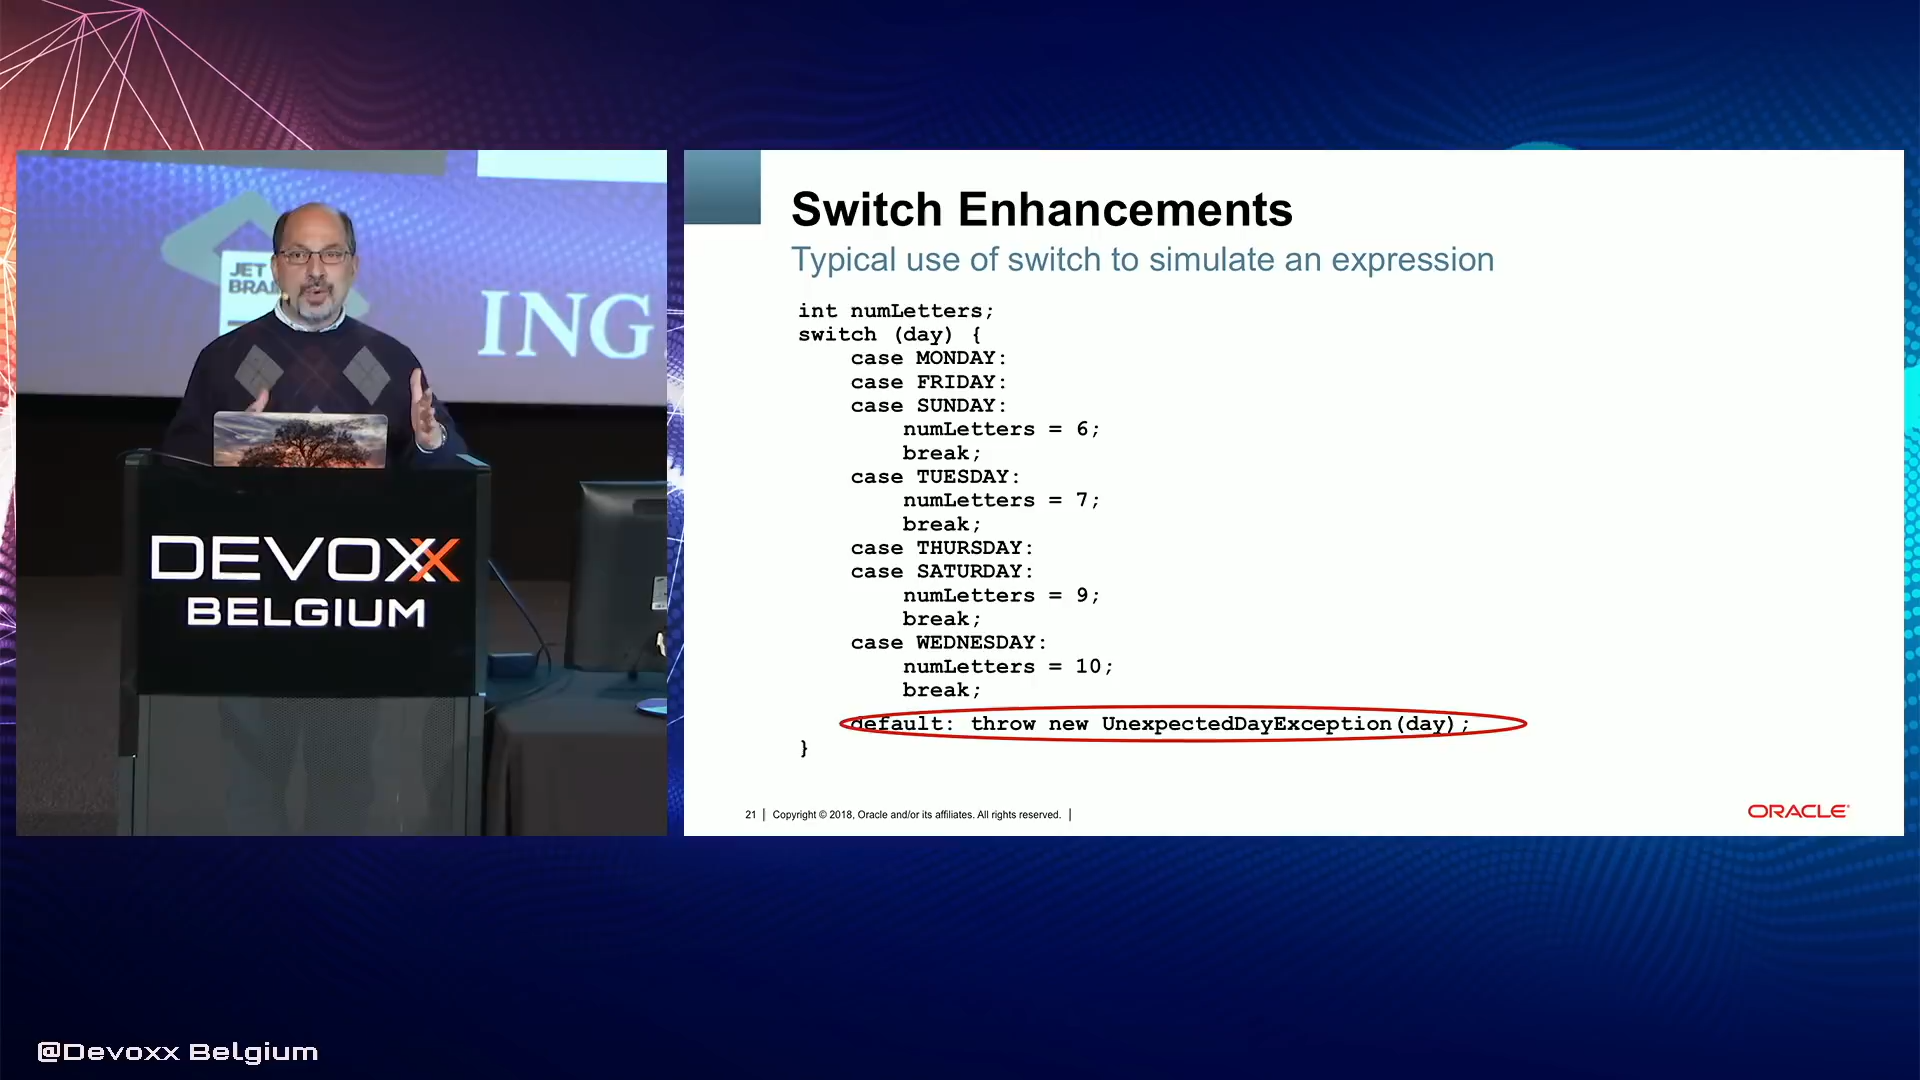 JET
BRAI
ING
DEVOXX
BELGIUM
Switch Enhancements
Typical use of switch to simulate an expression
int numLetters;
switch (day) {
    case MONDAY:
    case FRIDAY:
    case SUNDAY:
        numLetters = 6;
        break;
    case TUESDAY:
        numLetters = 7;
        break;
    case THURSDAY:
    case SATURDAY:
        numLetters = 9;
        break;
    case WEDNESDAY:
        numLetters = 10;
        break;
    default: throw new UnexpectedDayException(day);
}
21 | Copyright © 2018, Oracle and/or its affiliates. All rights reserved. |
ORACLE®
@Devoxx Belgium